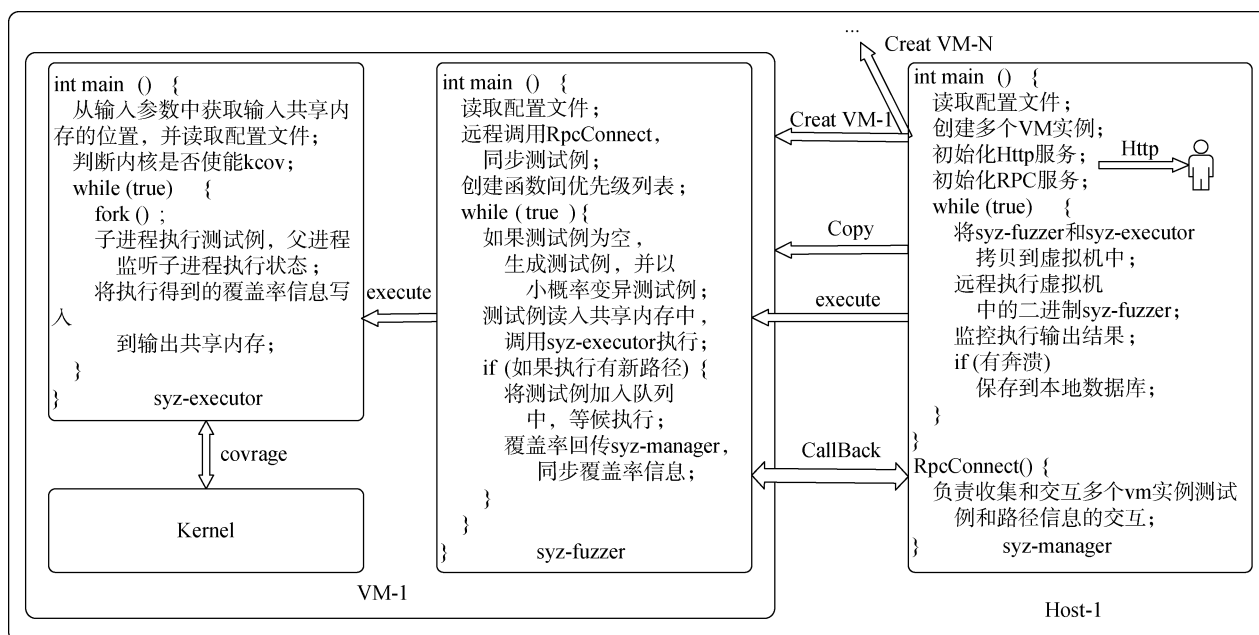 int main () {
从输入参数中获取输入共享内
存的位置，并读取配置文件；
判断内核是否使能kcov；
while (true) {
fork () ;
子进程执行测试例，父进程
监听子进程执行状态；
将执行得到的覆盖率信息写
入
到输出共享内存；
}
}
syz-executor
covrage
Kernel
execute
int main () {
读取配置文件；
远程调用RpcConnect，
同步测试例；
创建函数间优先级列表；
while ( true ) {
如果测试例为空，
生成测试例，并以
小概率变异测试例；
测试例读入共享内存中，
调用syz-executor执行；
if (如果执行有新路径) {
将测试例加入队列
中，等候执行；
覆盖率回传syz-manager，
同步覆盖率信息；
}
}
}
syz-fuzzer
VM-1
...
Creat VM-N
Creat VM-1
Copy
execute
CallBack
int main () {
读取配置文件；
创建多个VM实例；
初始化Http服务；
初始化RPC服务；
Http
while (true) {
将syz-fuzzer和syz-executor
拷贝到虚拟机中；
远程执行虚拟机
中的二进制syz-fuzzer；
监控执行输出结果；
if (有奔溃)
保存到本地数据库；
}
}
RpcConnect() {
负责收集和交互多个vm实例测试
例和路径信息的交互；
}
syz-manager
Host-1